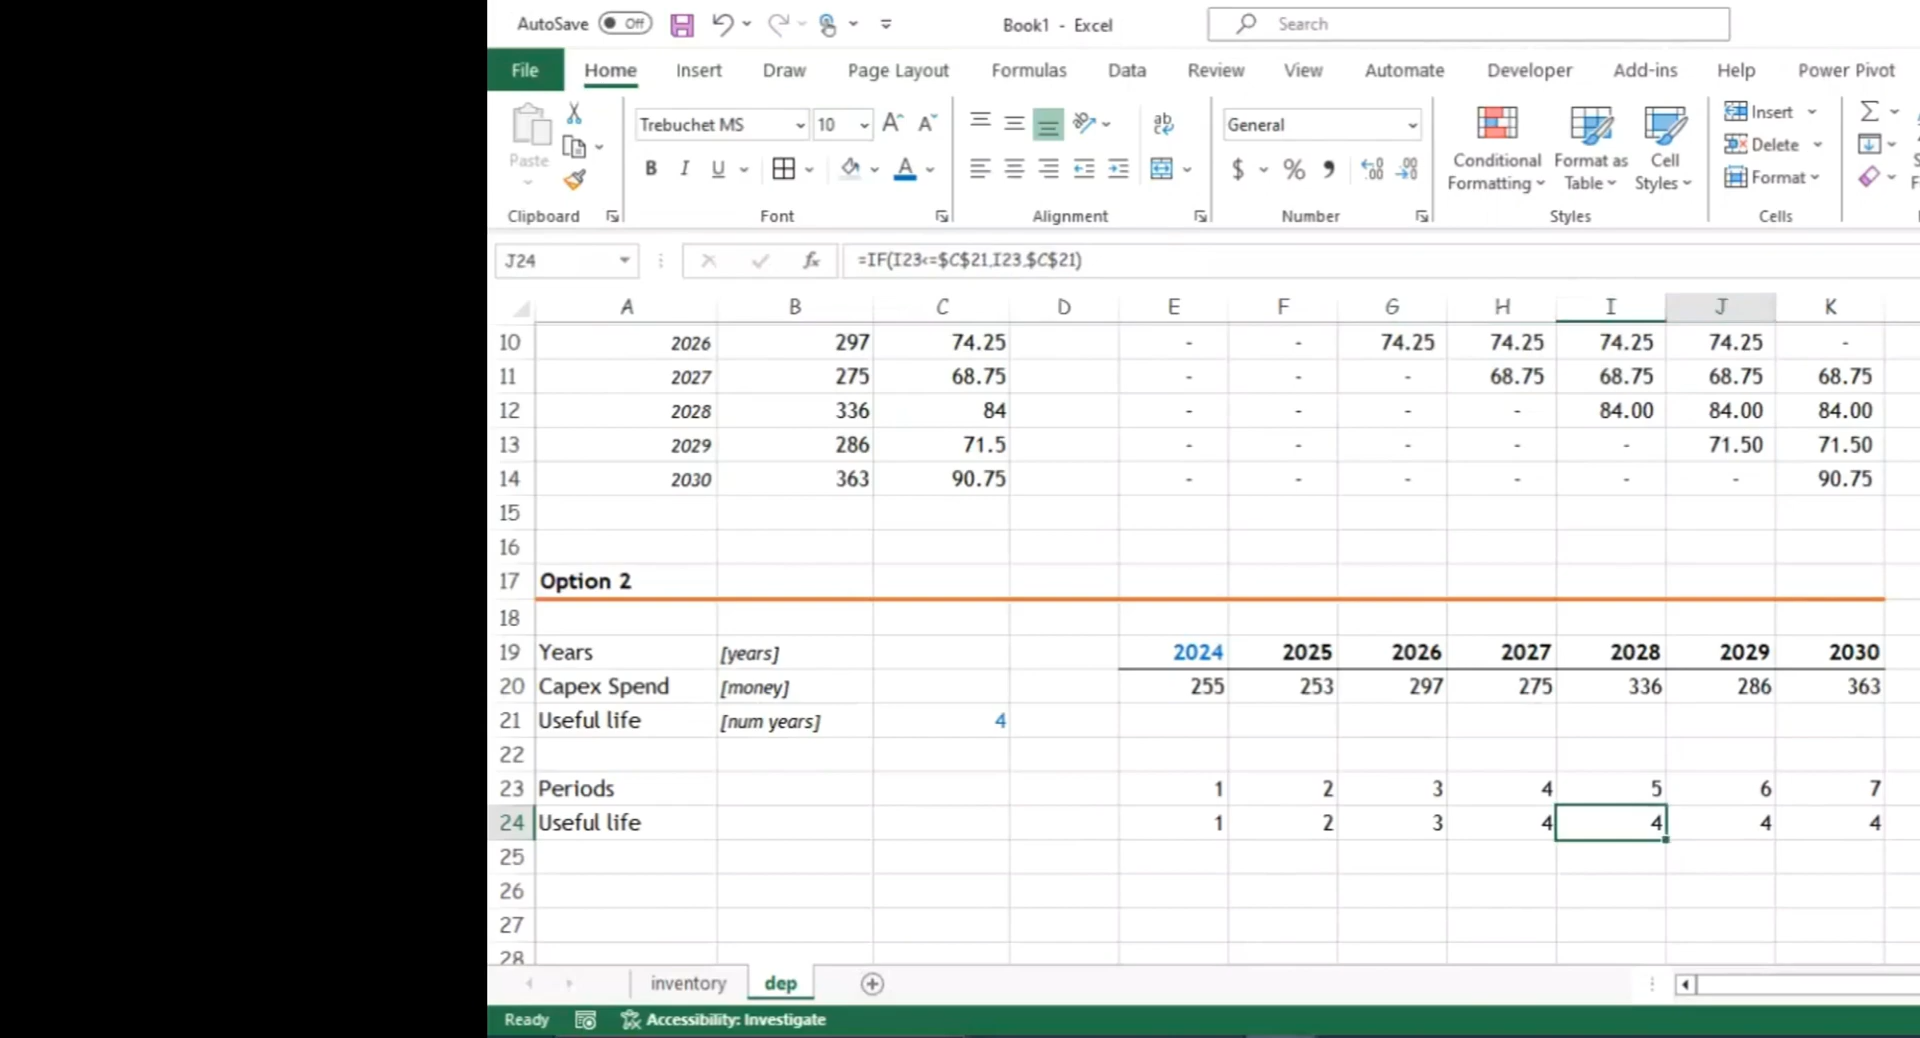 AutoSave Off Book1 - Excel Search
File Home Insert Draw Page Layout Formulas Data Review View Automate Developer Add-ins Help Power Pivot
Paste
Clipboard
Trebuchet MS 10 A A
B I U A
Font
ab
Alignment
General
$ % , .00 .00
Number
Conditional Formatting
Format as Table
Cell Styles
Styles
Insert
Delete
Format
Cells
J24 fx =IF(I23<=$C$21,I23,$C$21)
A B C D E F G H I J K
10 2026 297 74.25 - - 74.25 74.25 74.25 74.25 -
11 2027 275 68.75 - - - 68.75 68.75 68.75 68.75
12 2028 336 84 - - - - 84.00 84.00 84.00
13 2029 286 71.5 - - - - - 71.50 71.50
14 2030 363 90.75 - - - - - - 90.75
15
16
17 Option 2
18
19 Years [years] 2024 2025 2026 2027 2028 2029 2030
20 Capex Spend [money] 255 253 297 275 336 286 363
21 Useful life [num years] 4
22
23 Periods 1 2 3 4 5 6 7
24 Useful life 1 2 3 4 4 4 4
25
26
27
28
inventory dep
Ready Accessibility: Investigate